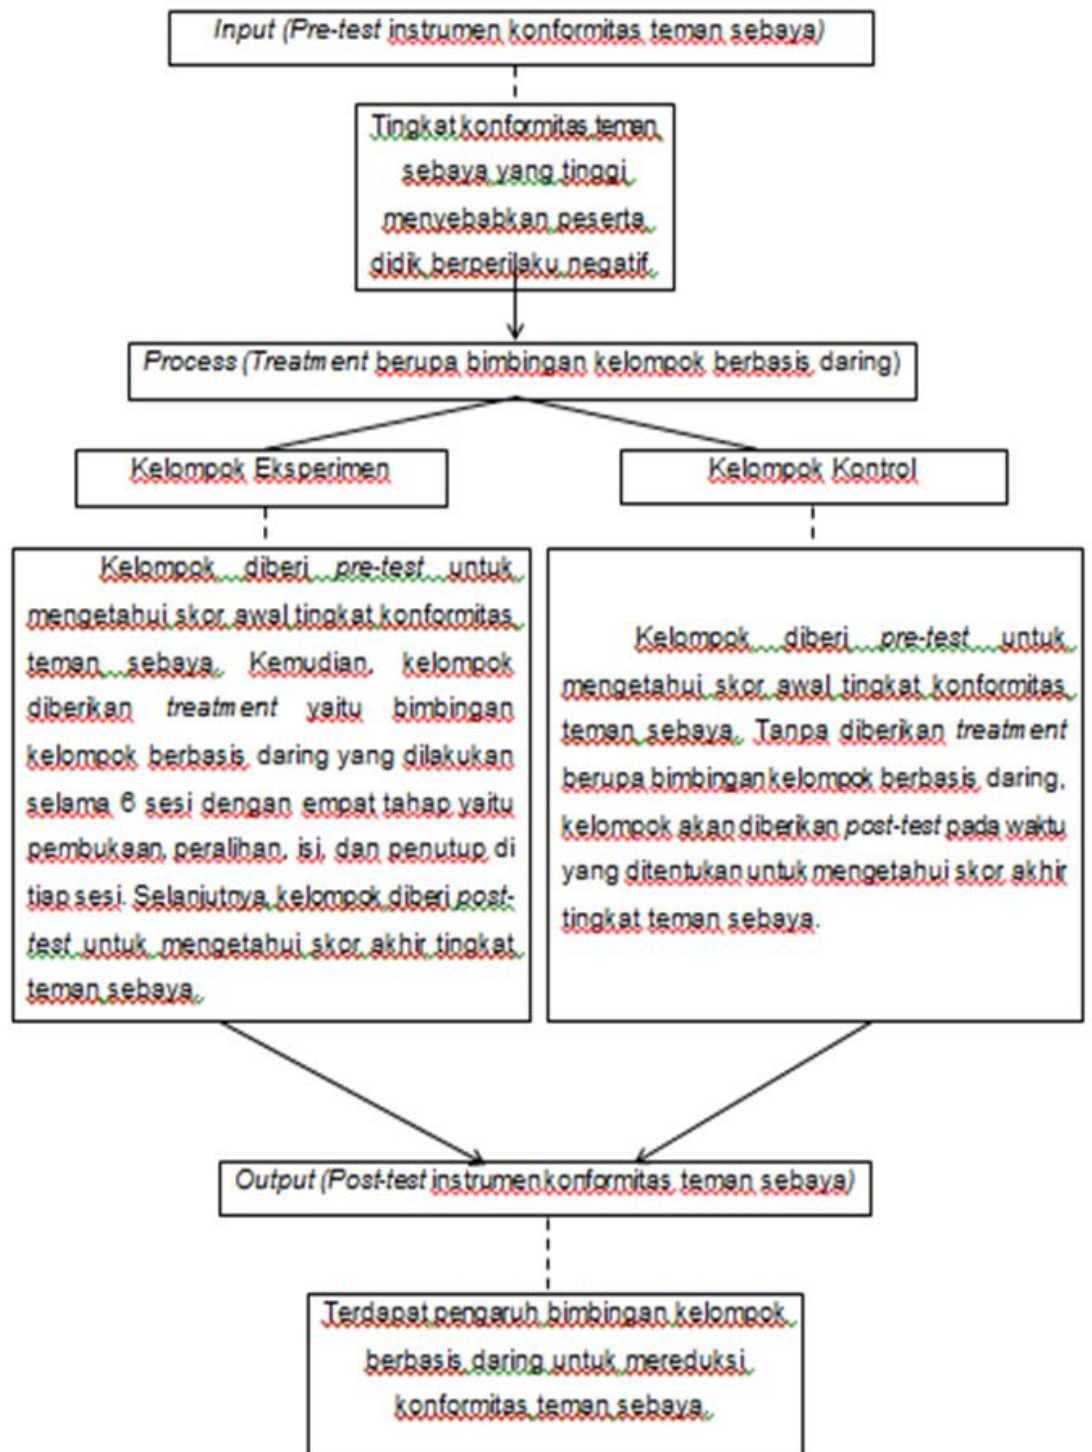 Input (Pre-test instrumen konformitas teman sebaya)
Tingkat konformitas teman
sebaya yang tinggi
menyebabkan peserta
didik berperilaku negatif.
Process (Treatment berupa bimbingan kelompok berbasis daring)
Kelompok Eksperimen
Kelompok Kontrol
Kelompok diberi pre-test untuk
mengetahui skor awal tingkat konformitas
teman sebaya. Kemudian, kelompok
diberikan treatment yaitu bimbingan
kelompok berbasis daring yang dilakukan
selama 6 sesi dengan empat tahap yaitu
pembukaan, peralihan, isi, dan penutup di
tiap sesi. Selanjutnya, kelompok diberi post-
test untuk mengetahui skor akhir tingkat
teman sebaya.
Kelompok diberi pre-test untuk
mengetahui skor awal tingkat konformitas
teman sebaya. Tanpa diberikan treatment
berupa bimbingan kelompok berbasis daring,
kelompok akan diberikan post-test pada waktu
yang ditentukan untuk mengetahui skor akhir
tingkat teman sebaya.
Output (Post-test instrumen konformitas teman sebaya)
Terdapat pengaruh bimbingan kelompok
berbasis daring untuk mereduksi
konformitas teman sebaya.